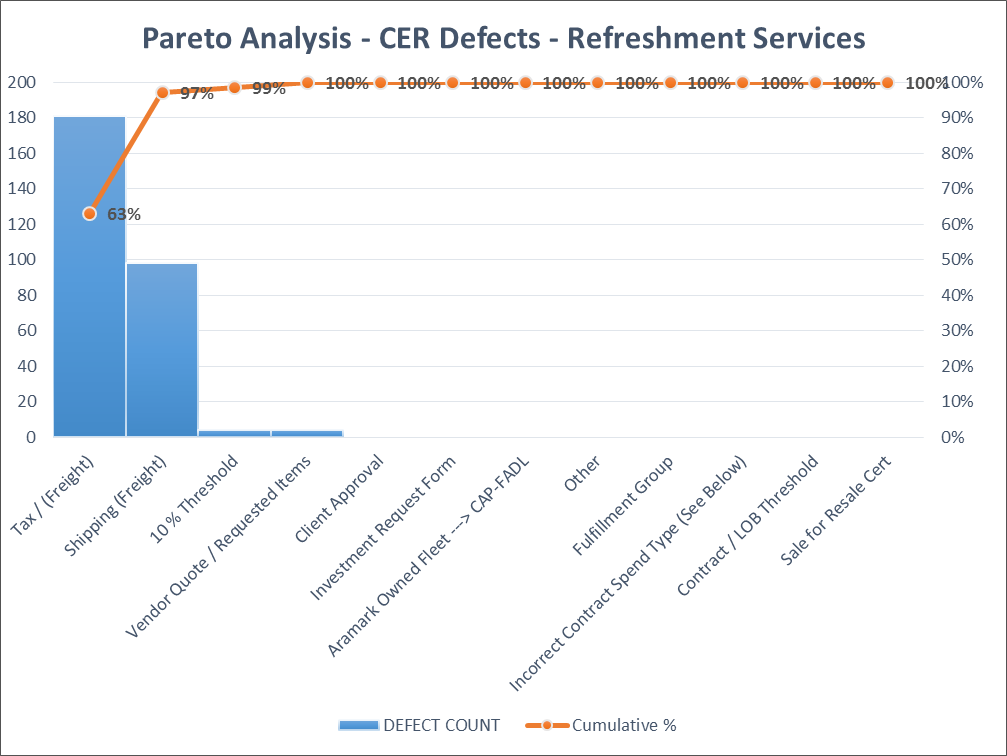 Pareto Analysis - CER Defects - Refreshment Services
200
180
160
140
120
100
80
60
40
20
0
63%
97%
99%
100%
100%
100%
100%
100%
100%
100%
100%
100%
100%
90%
80%
70%
60%
50%
40%
30%
20%
10%
0%
Tax / (Freight)
Shipping (Freight)
10% Threshold
Vendor Quote / Requested Items
Client Approval
Investment Request Form
Aramark Owned Fleet ---> CAP-FADL
Other
Fulfillment Group
Incorrect Contract Spend Type (See Below)
Contract / LOB Threshold
Sale for Resale Cert
DEFECT COUNT
Cumulative %